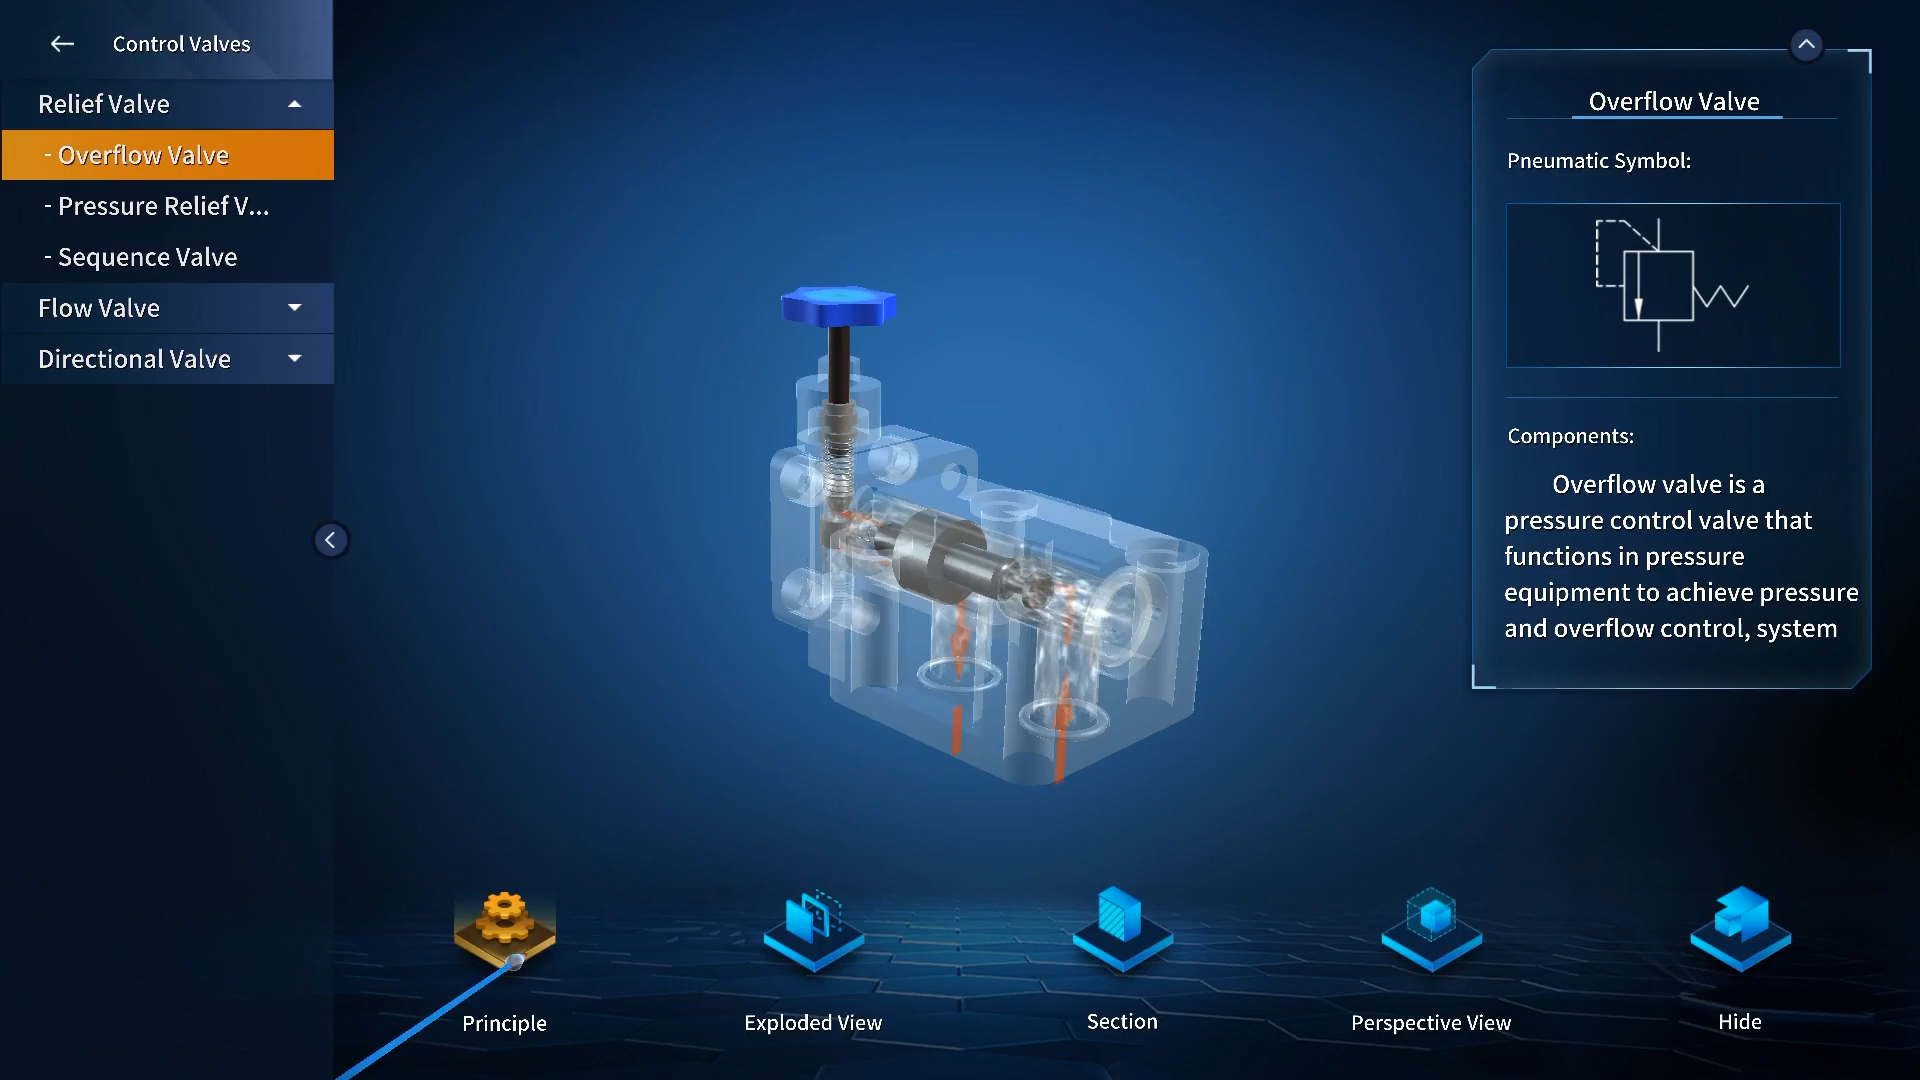 Control Valves
Relief Valve
- Overflow Valve
- Pressure Relief V...
- Sequence Valve
Flow Valve
Directional Valve
Overflow Valve
Pneumatic Symbol:
Components:
Overflow valve is a
pressure control valve that
functions in pressure
equipment to achieve pressure
and overflow control, system
Principle
Exploded View
Section
Perspective View
Hide